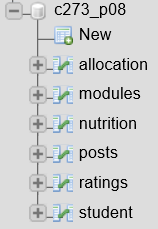 c273_p08
New
allocation
modules
nutrition
posts
ratings
student